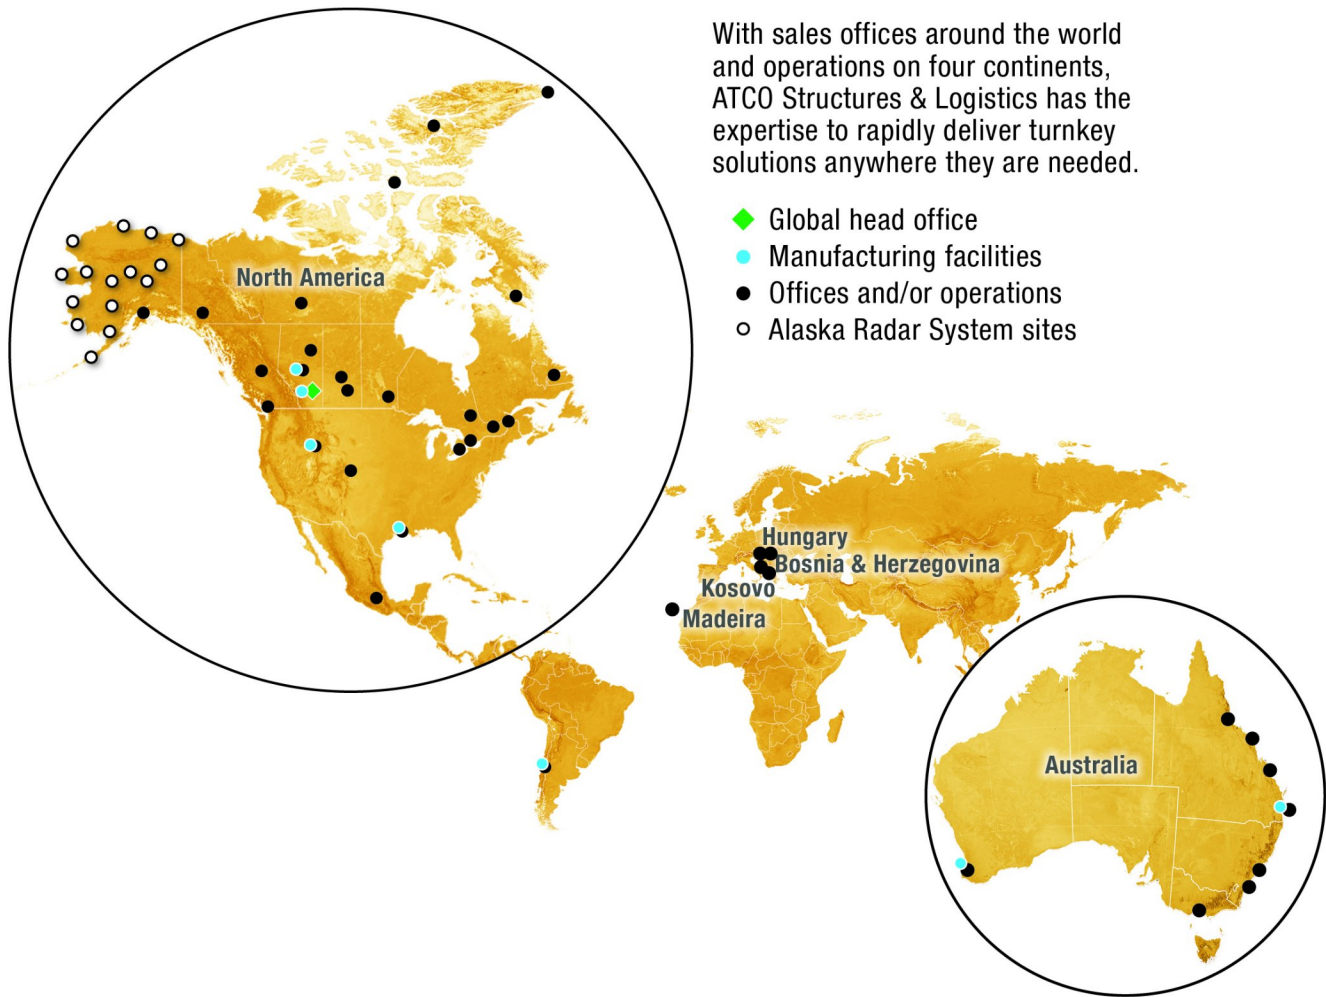 With sales offices around the world
and operations on four continents,
ATCO Structures & Logistics has the
expertise to rapidly deliver turnkey
solutions anywhere they are needed.
Global head office
Manufacturing facilities
Offices and/or operations
Alaska Radar System sites
North America
Hungary
Bosnia & Herzegovina
Kosovo
Madeira
Australia